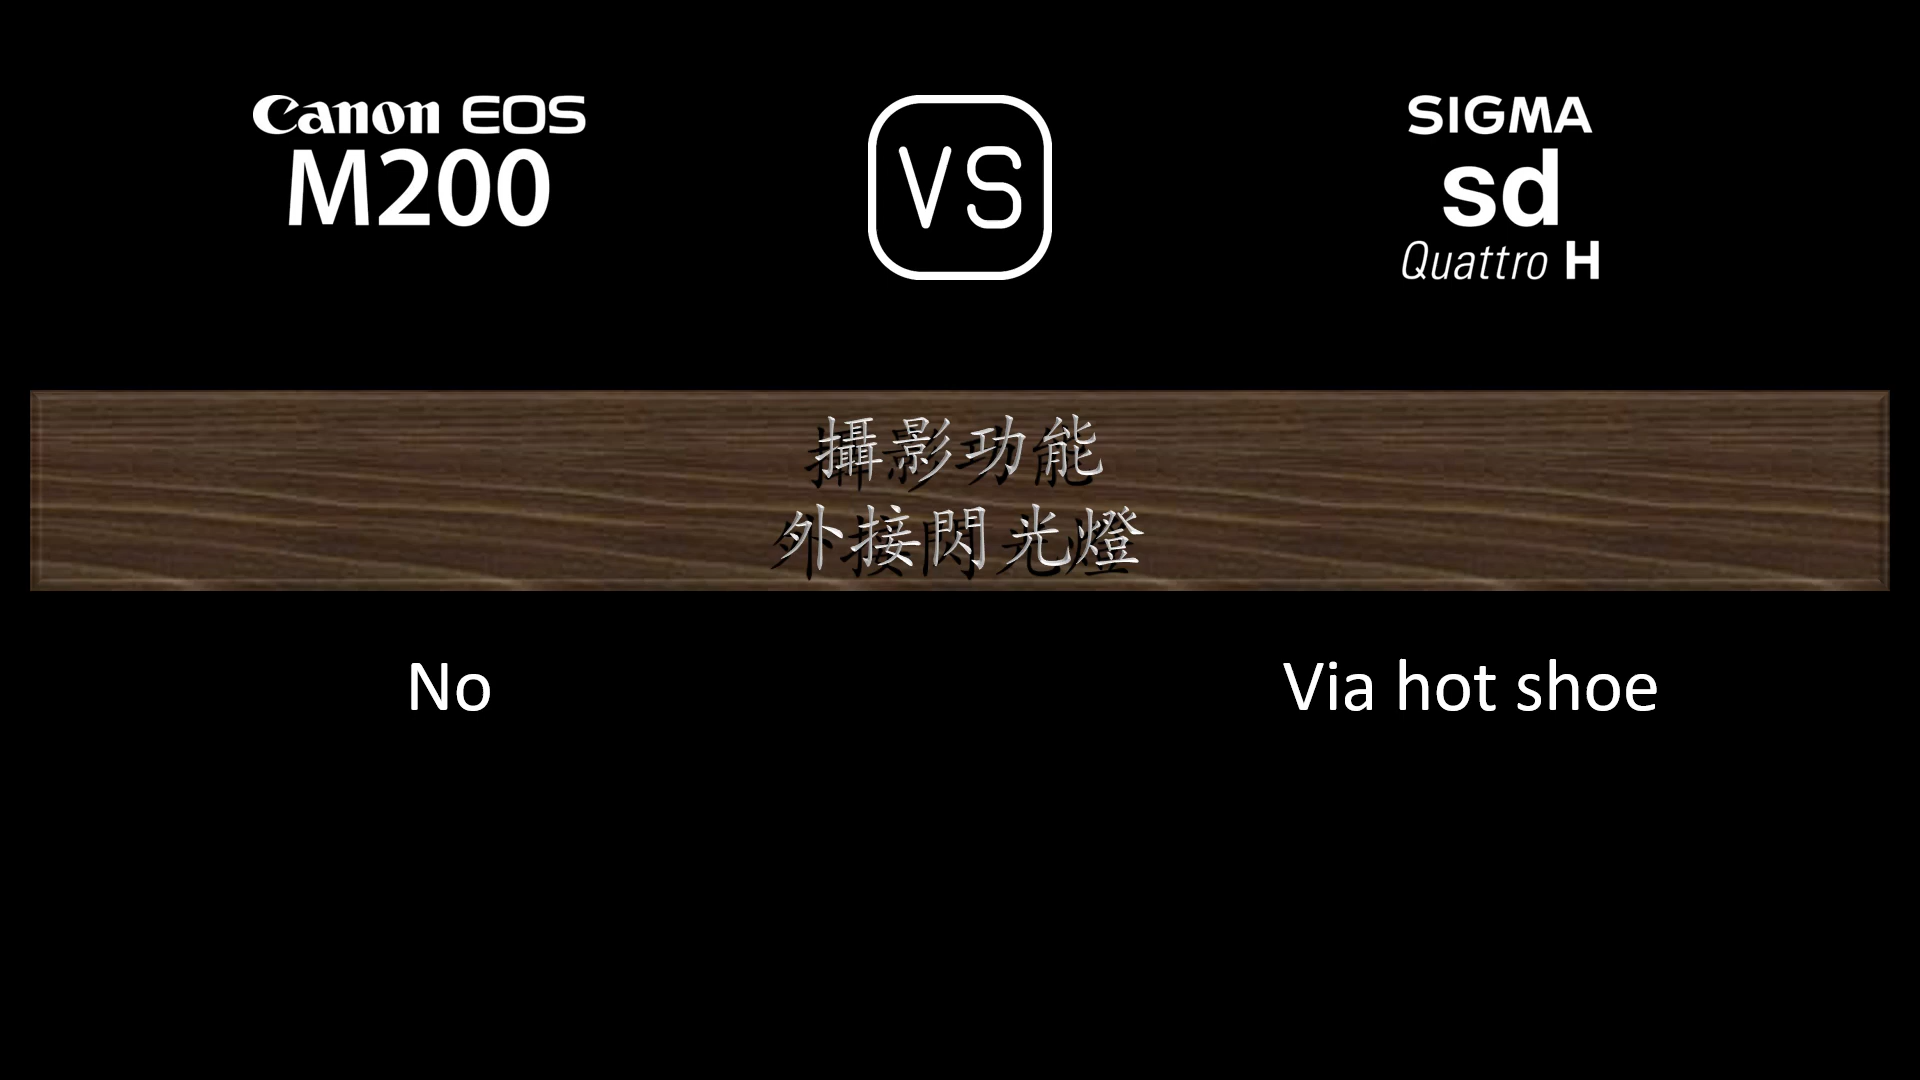 Canon EOS
M200
VS
SIGMA
sd
Quattro H
攝影功能
外接閃光燈
No
Via hot shoe